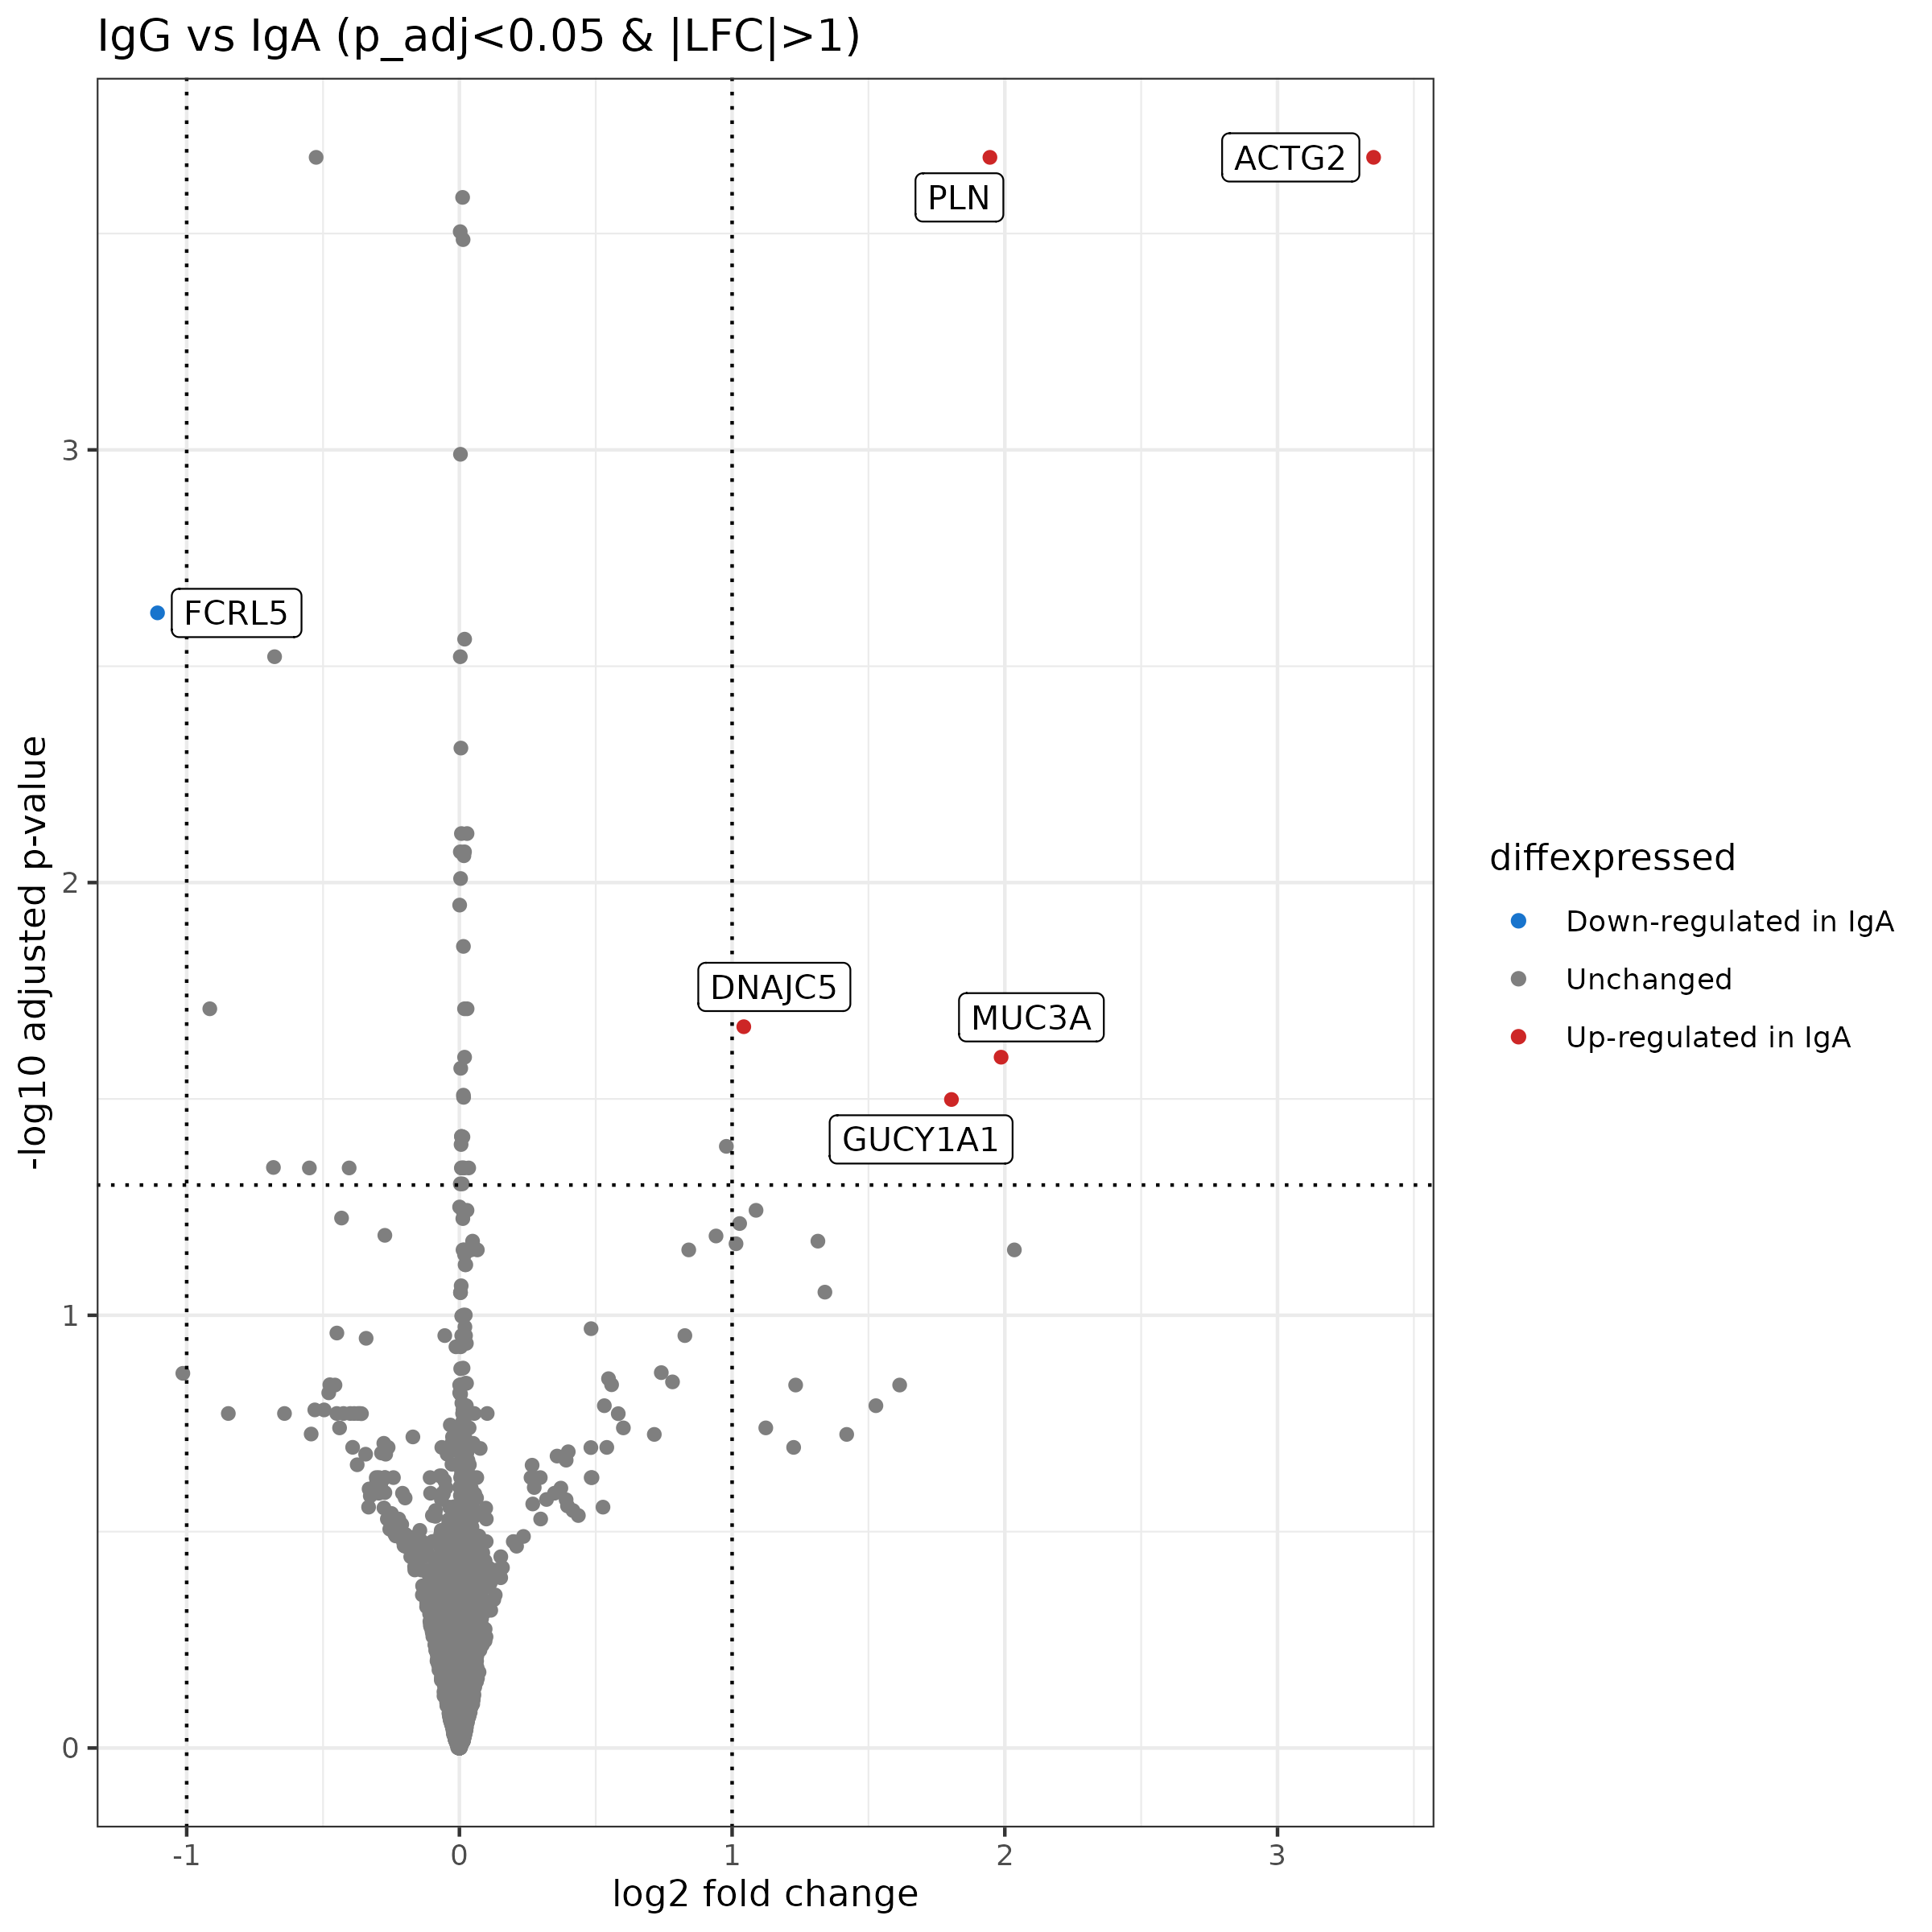 IgG vs IgA (p_adj<0.05 & |LFC|>1)
ACTG2
PLN
3
FCRL5
-log10 adjusted p-value
diffexpressed
2
Down-regulated in IgA
DNAJC5
Unchanged
MUC3A
Up-regulated in IgA
GUCY1A1
1
0
-1 0 1 2 3
log2 fold change